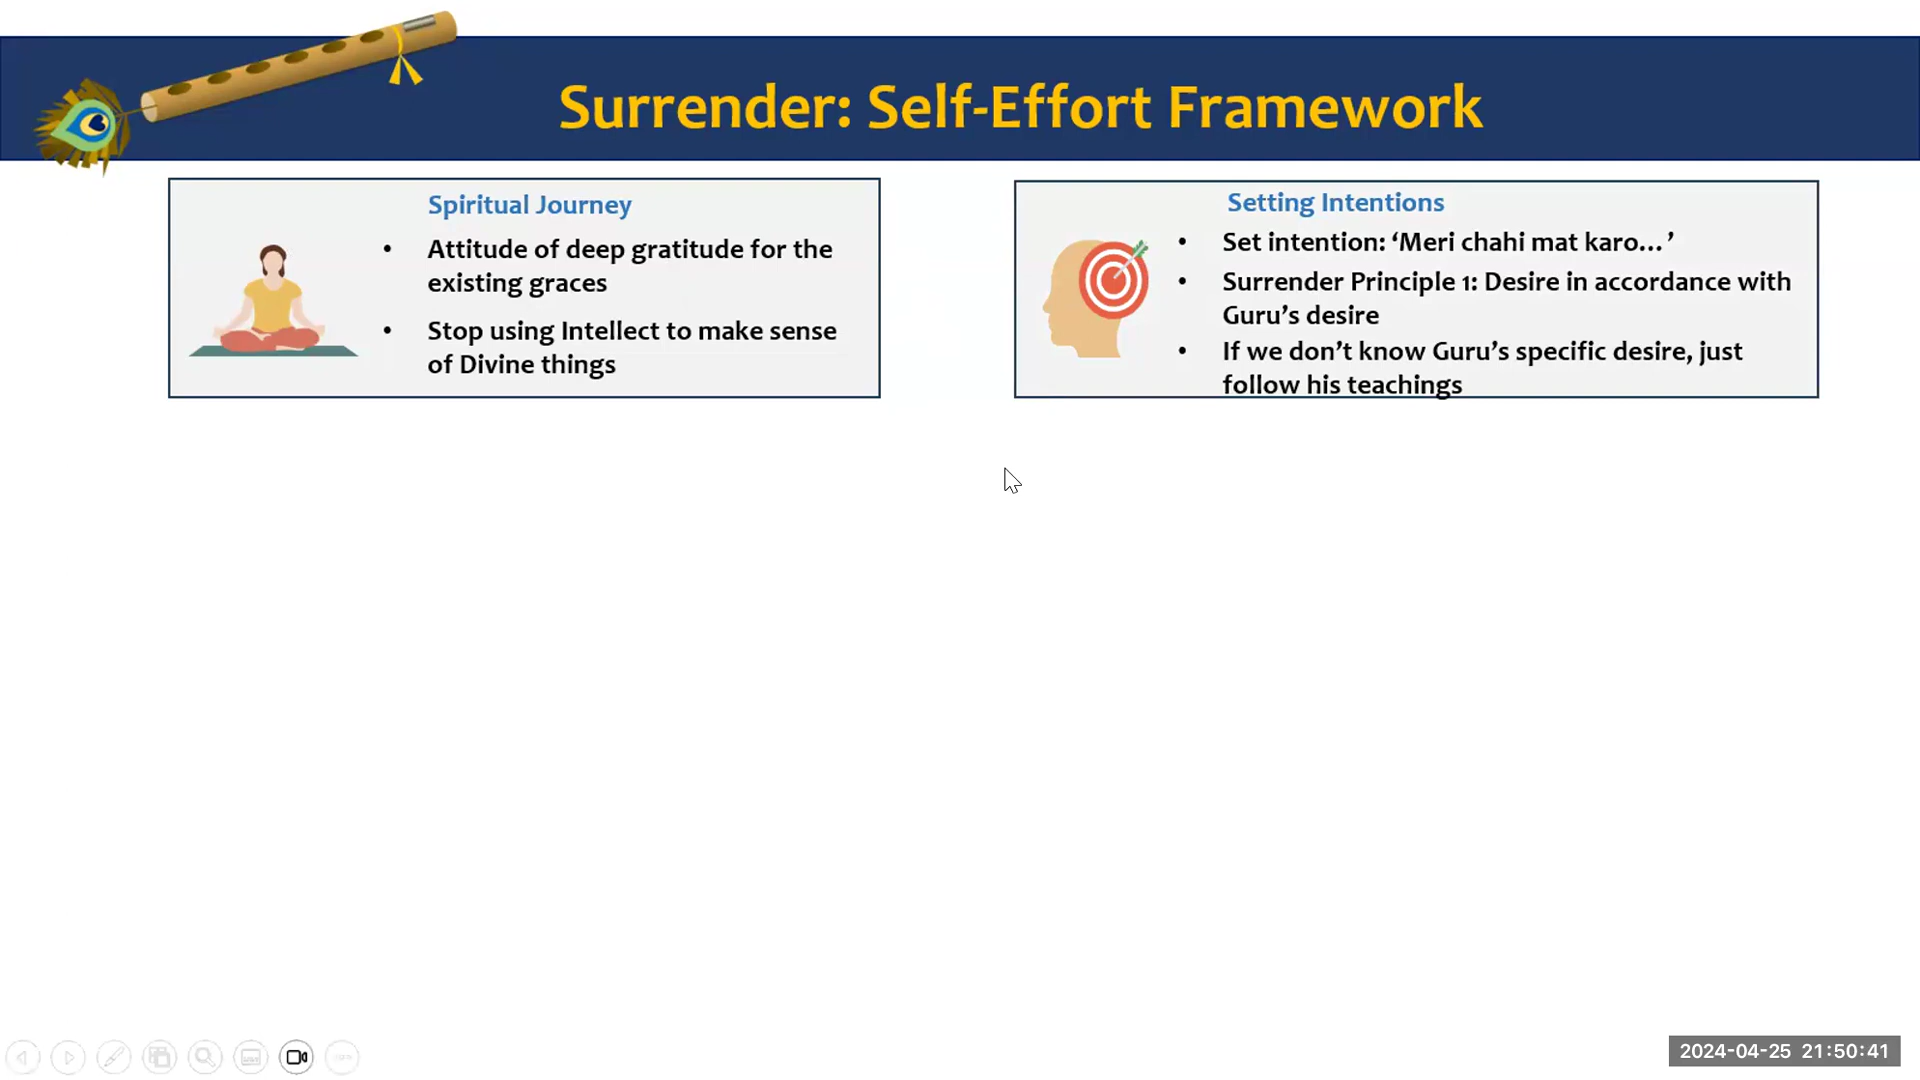 Surrender: Self-Effort Framework
Spiritual Journey
• Attitude of deep gratitude for the
existing graces
• Stop using Intellect to make sense
of Divine things
Setting Intentions
• Set intention: ‘Meri chahi mat karo…’
• Surrender Principle 1: Desire in accordance with
Guru’s desire
• If we don’t know Guru’s specific desire, just
follow his teachings
2024-04-25 21:50:41